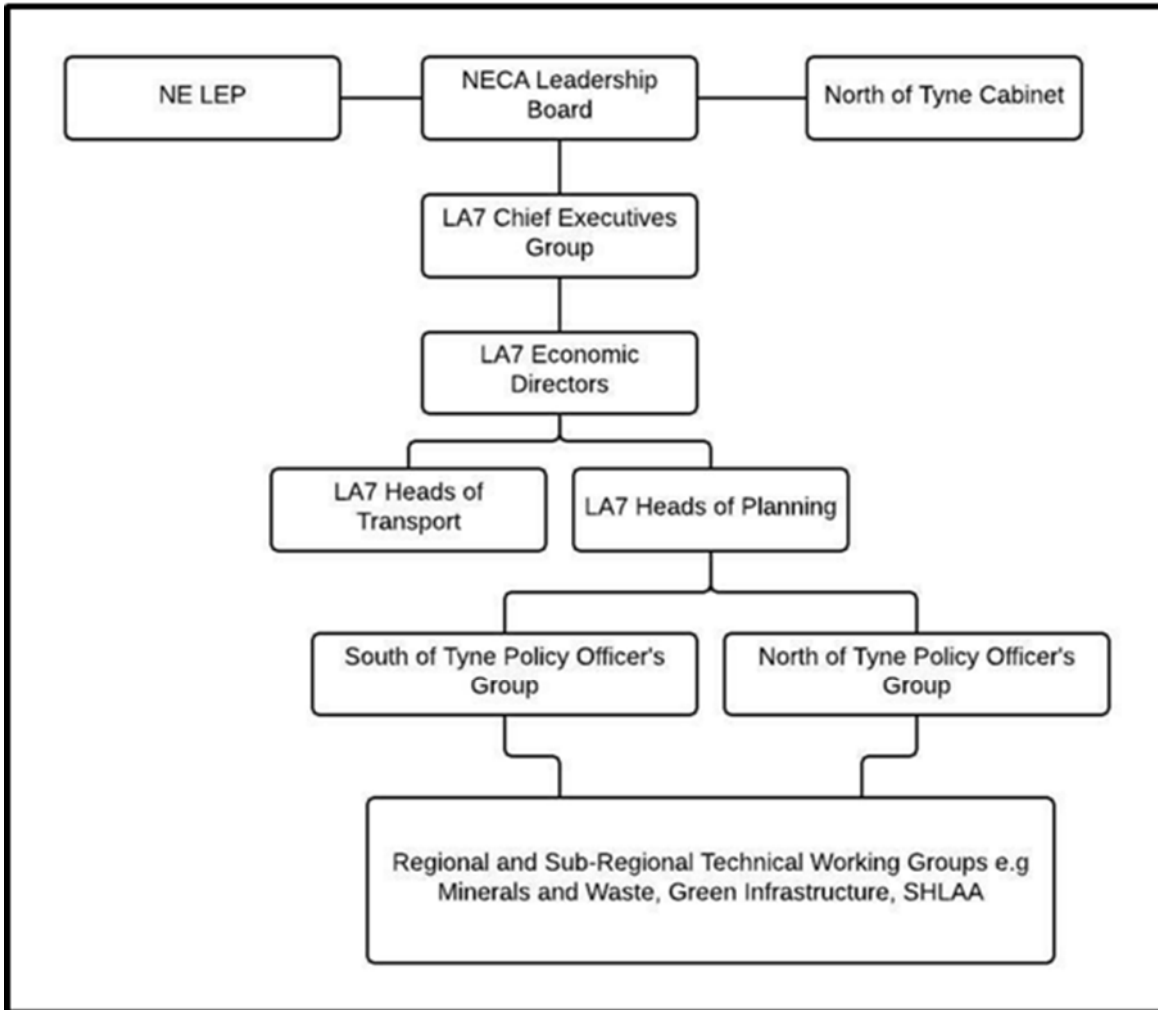 NE LEP
NECA Leadership
Board
North of Tyne Cabinet
LA7 Chief Executives
Group
LA7 Economic
Directors
LA7 Heads of
Transport
LA7 Heads of Planning
South of Tyne Policy Officer's
Group
North of Tyne Policy Officer's
Group
Regional and Sub-Regional Technical Working Groups e.g
Minerals and Waste, Green Infrastructure, SHLAA